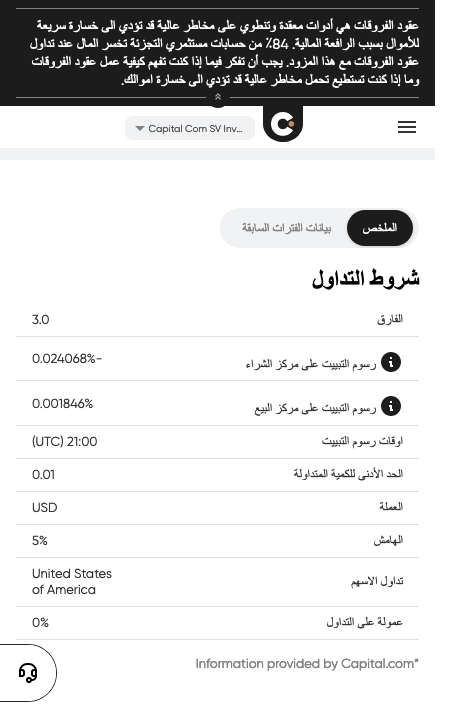 عقود الفروقات هي أدوات معقدة وتنطوي على مخاطر عالية قد تؤدي الى خسارة سريعة
للأموال بسبب الرافعة المالية. 84٪ من حسابات مستثمري التجزئة تخسر المال عند تداول
عقود الفروقات مع هذا المزود. يجب أن تفكر فيما إذا كنت تفهم كيفية عمل عقود الفروقات
وما إذا كنت تستطيع تحمل مخاطر عالية قد تؤدي الى خسارة اموالك.
Capital Com SV Inv...
الملخص
بيانات الفترات السابقة
شروط التداول
الفارق 3.0
رسوم التبييت على مركز الشراء -0.024068%
رسوم التبييت على مركز البيع 0.001846%
اوقات رسوم التبييت 21:00 (UTC)
الحد الأدنى للكمية المتداولة 0.01
العملة USD
الهامش 5%
تداول الاسهم United States
of America
عمولة على التداول 0%
Information provided by Capital.com*